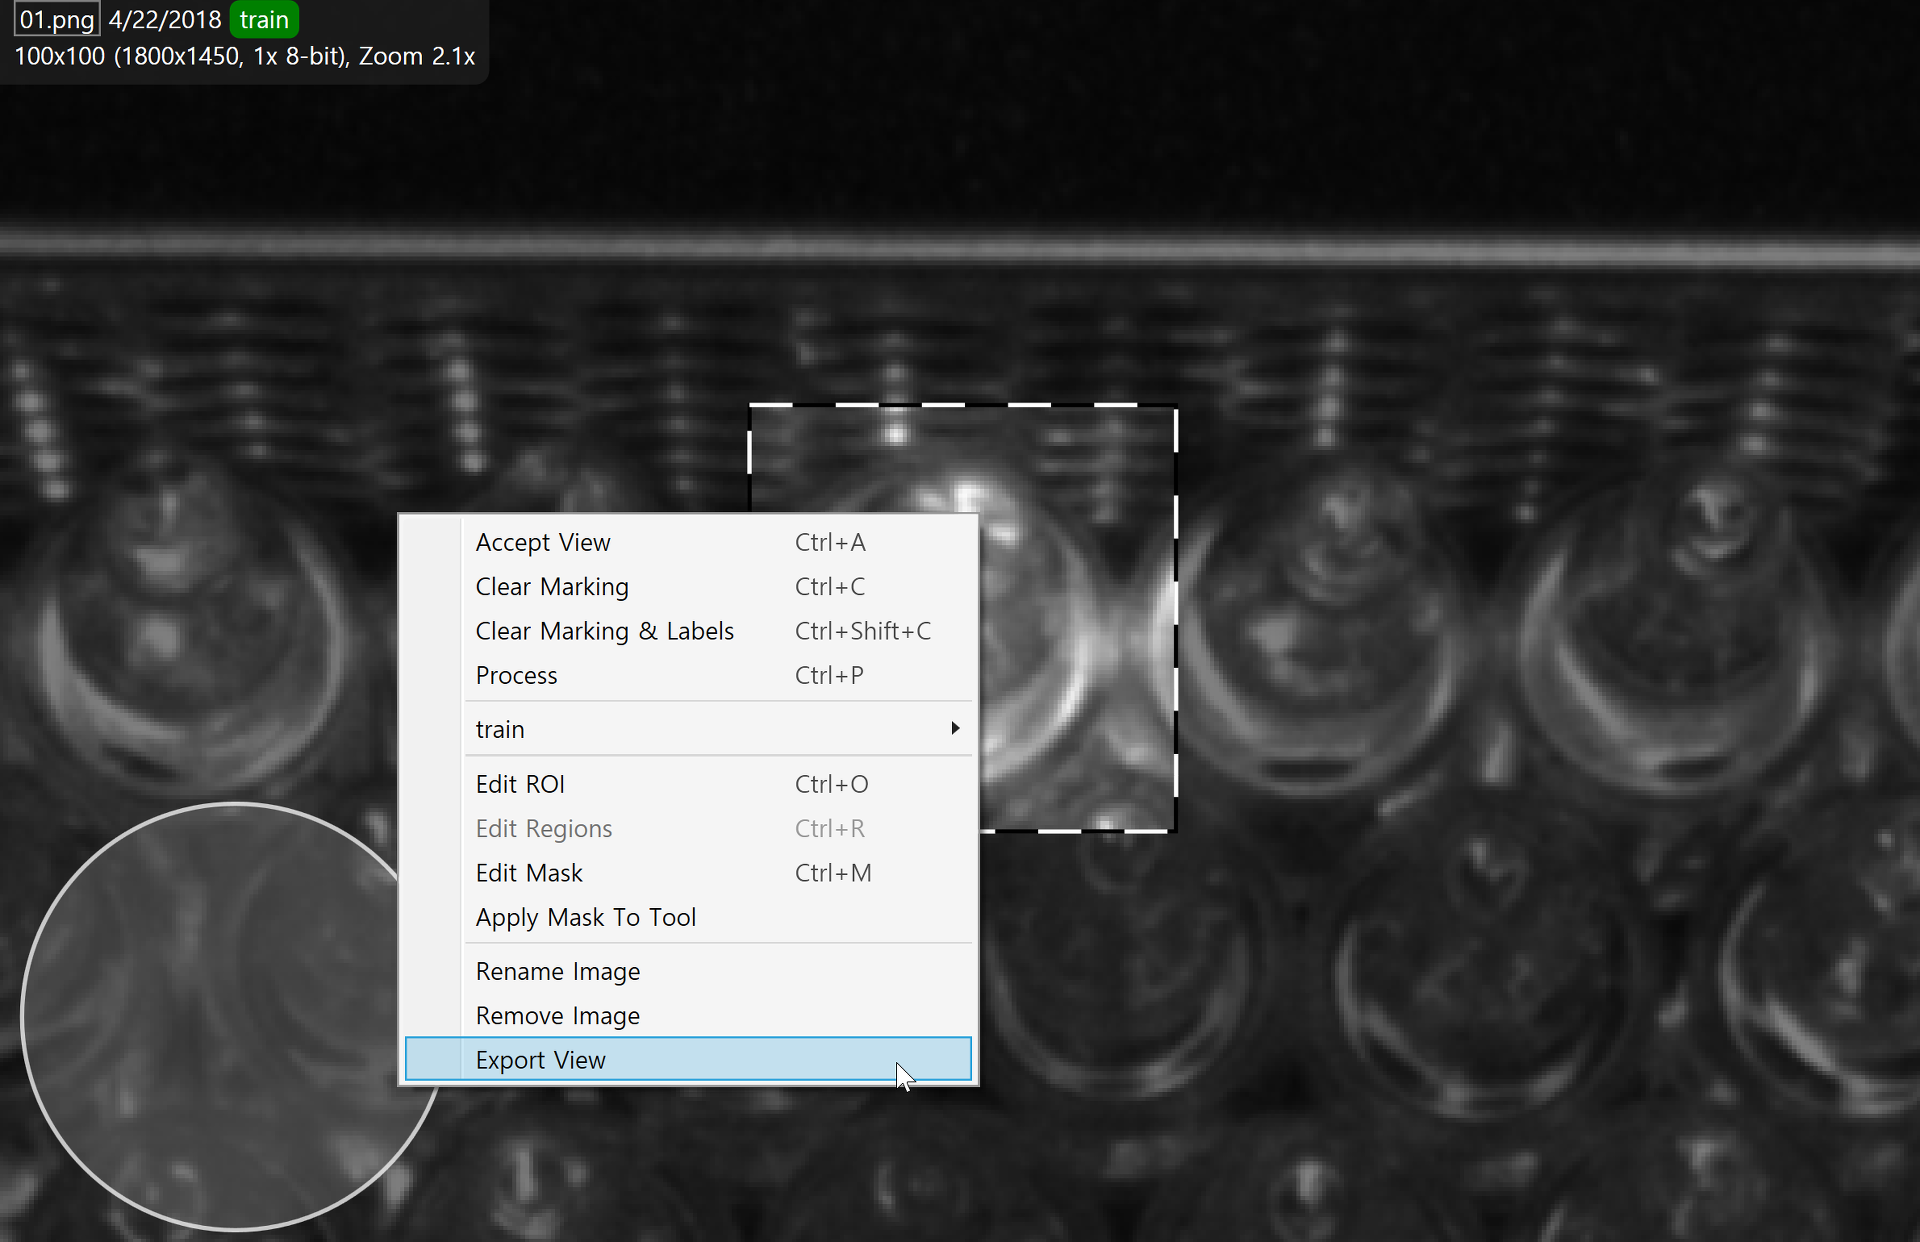 01.png 4/22/2018 train
100x100 (1800x1450, 1x 8-bit), Zoom 2.1x
Accept View Ctrl+A
Clear Marking Ctrl+C
Clear Marking & Labels Ctrl+Shift+C
Process Ctrl+P
train
Edit ROI Ctrl+O
Edit Regions Ctrl+R
Edit Mask Ctrl+M
Apply Mask To Tool
Rename Image
Remove Image
Export View